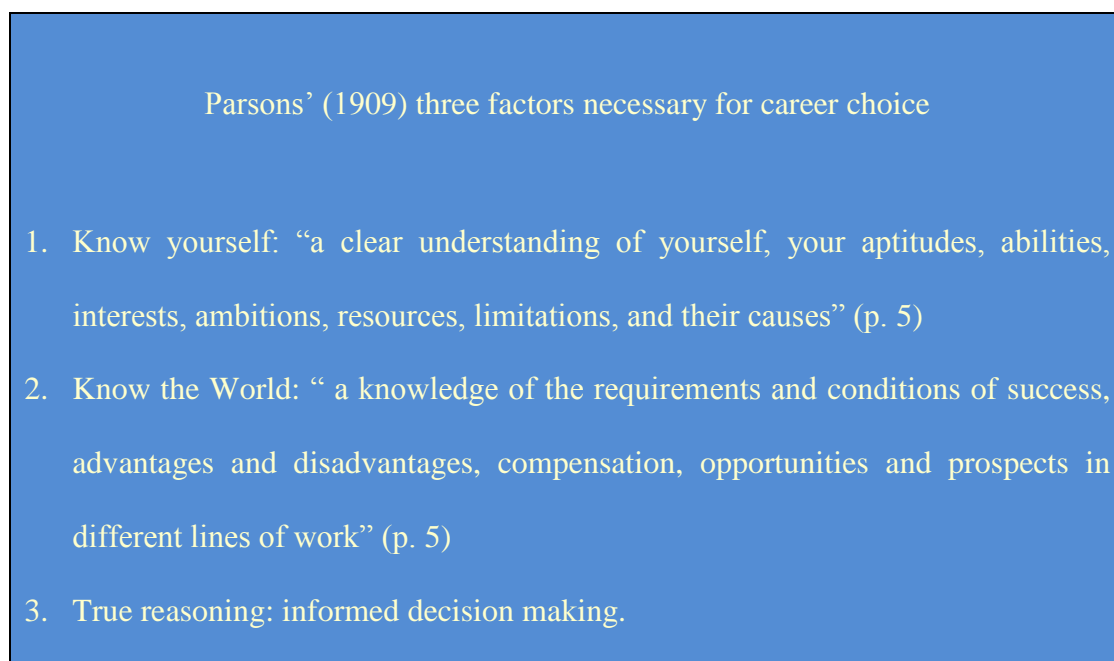 Parsons’ (1909) three factors necessary for career choice
1. Know yourself: “a clear understanding of yourself, your aptitudes, abilities,
interests, ambitions, resources, limitations, and their causes” (p. 5)
2. Know the World: “ a knowledge of the requirements and conditions of success,
advantages and disadvantages, compensation, opportunities and prospects in
different lines of work” (p. 5)
3. True reasoning: informed decision making.